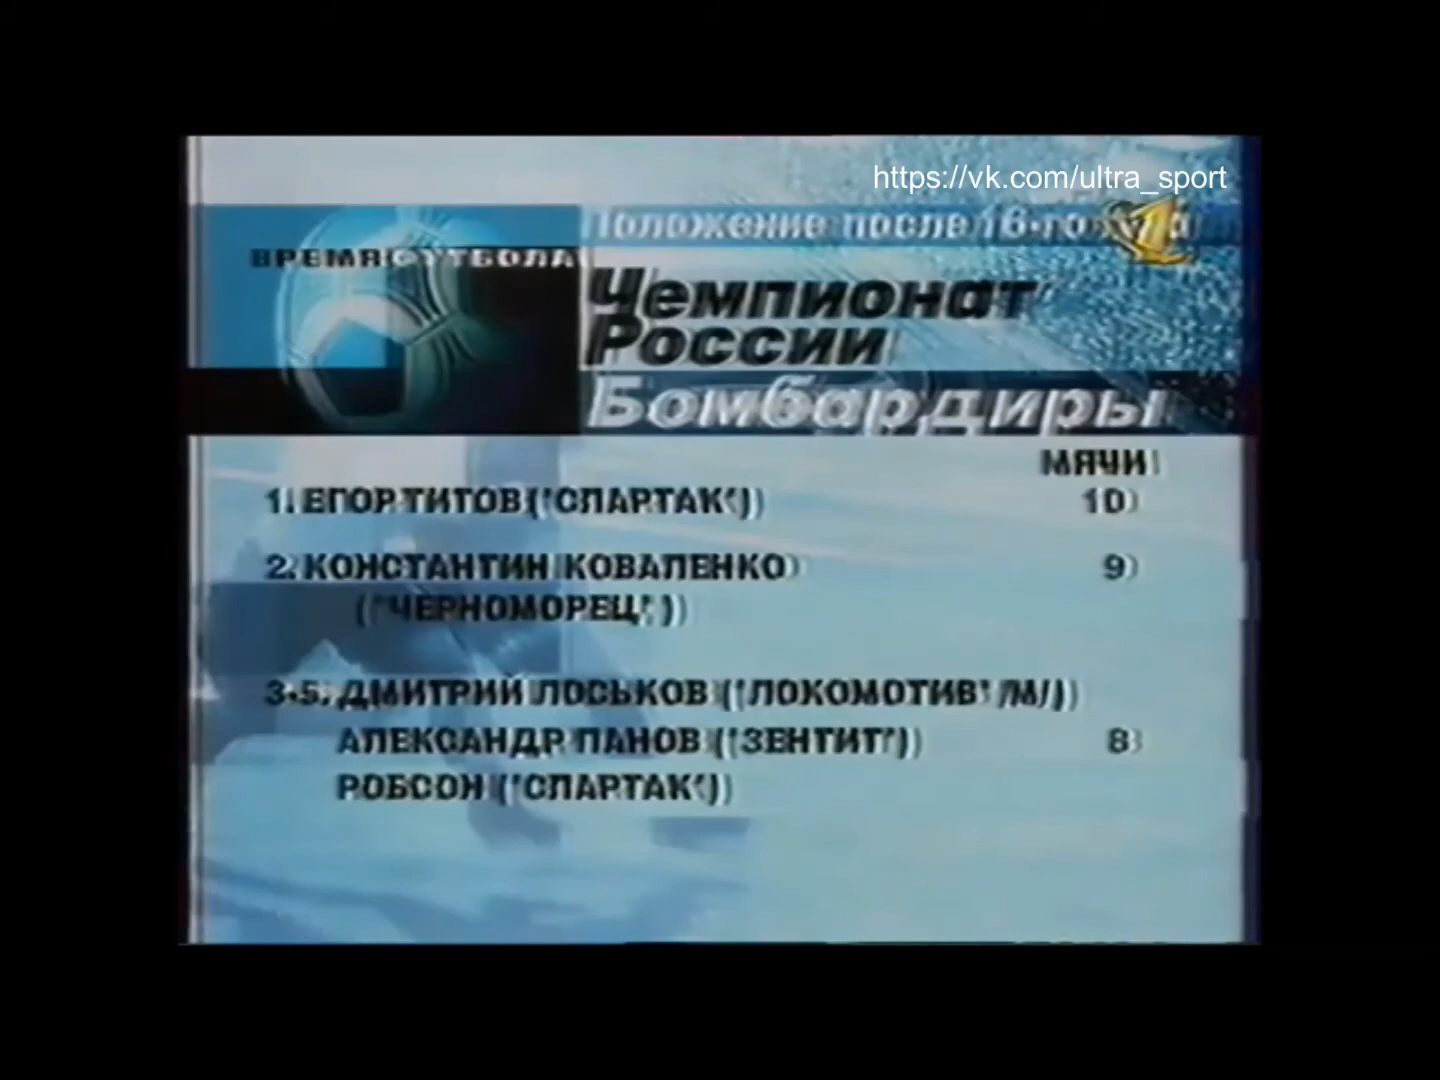 https://vk.com/ultra_sport
Положение после 16-го тура
ВРЕМЯ ФУТБОЛА
Чемпионат
России
Бомбардиры
МЯЧИ
1. ЕГОР ТИТОВ ("СПАРТАК") 10
2. КОНСТАНТИН КОВАЛЕНКО 9
("ЧЕРНОМОРЕЦ")
3-5. ДМИТРИЙ ЛОСЬКОВ ("ЛОКОМОТИВ" /М/)
АЛЕКСАНДР ПАНОВ ("ЗЕНТИТ") 8
РОБСОН ("СПАРТАК")